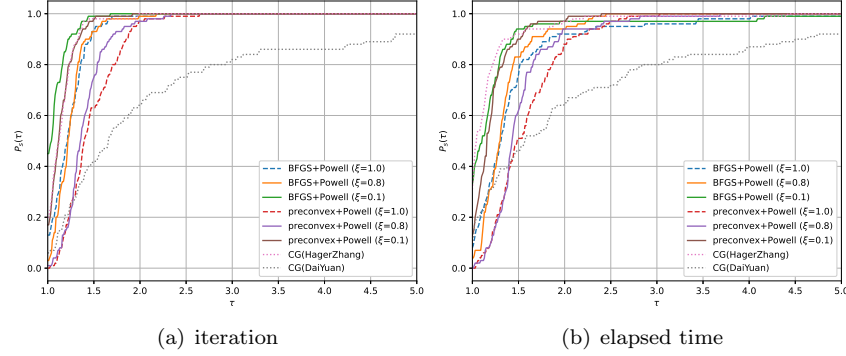 P_s(τ)
1.0
0.8
0.6
0.4
0.2
0.0
BFGS+Powell (ξ=1.0)
BFGS+Powell (ξ=0.8)
BFGS+Powell (ξ=0.1)
preconvex+Powell (ξ=1.0)
preconvex+Powell (ξ=0.8)
preconvex+Powell (ξ=0.1)
CG(HagerZhang)
CG(DaiYuan)
1.0 1.5 2.0 2.5 3.0 3.5 4.0 4.5 5.0
τ
(a) iteration
P_s(τ)
1.0
0.8
0.6
0.4
0.2
0.0
BFGS+Powell (ξ=1.0)
BFGS+Powell (ξ=0.8)
BFGS+Powell (ξ=0.1)
preconvex+Powell (ξ=1.0)
preconvex+Powell (ξ=0.8)
preconvex+Powell (ξ=0.1)
CG(HagerZhang)
CG(DaiYuan)
1.0 1.5 2.0 2.5 3.0 3.5 4.0 4.5 5.0
τ
(b) elapsed time